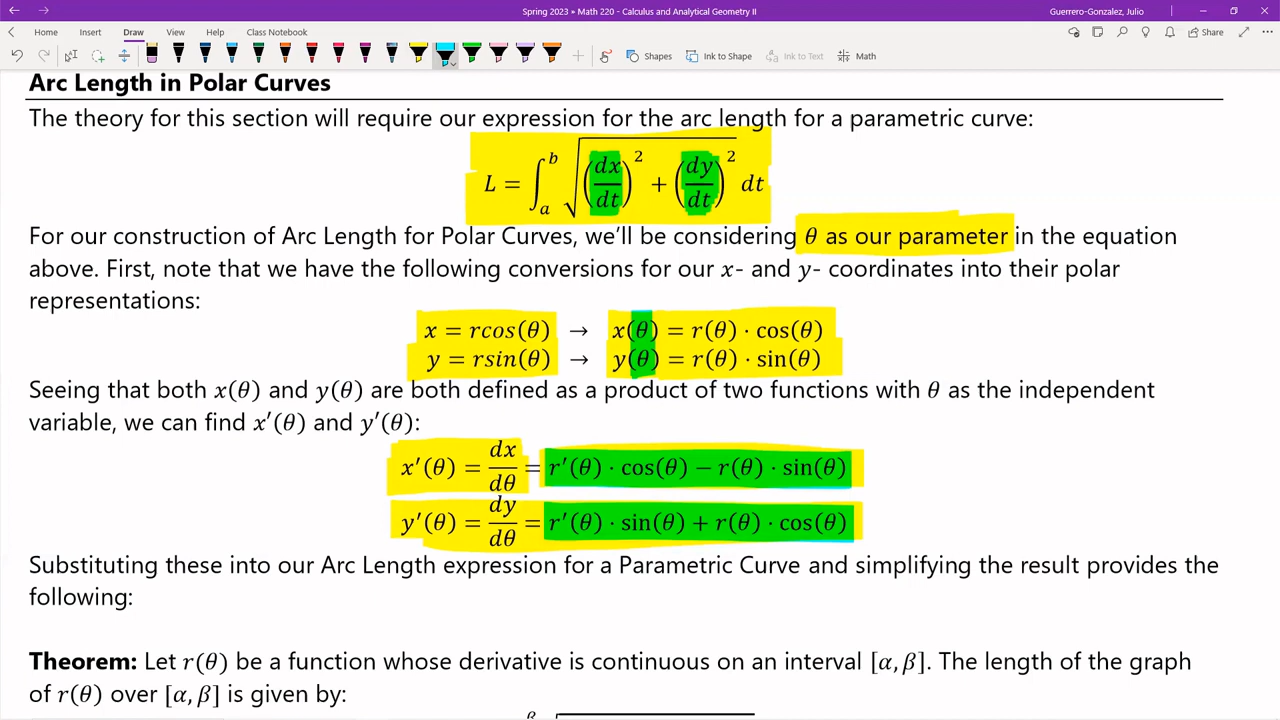 Spring 2023 » Math 220 - Calculus and Analytical Geometry II
Guerrero-Gonzalez, Julio
Home Insert Draw View Help Class Notebook
Share
Shapes Ink to Shape Ink to Text Math
Arc Length in Polar Curves
The theory for this section will require our expression for the arc length for a parametric curve:
L = ∫_a^b √((dx/dt)² + (dy/dt)²) dt
For our construction of Arc Length for Polar Curves, we’ll be considering θ as our parameter in the equation
above. First, note that we have the following conversions for our x- and y- coordinates into their polar
representations:
x = rcos(θ) → x(θ) = r(θ) · cos(θ)
y = rsin(θ) → y(θ) = r(θ) · sin(θ)
Seeing that both x(θ) and y(θ) are both defined as a product of two functions with θ as the independent
variable, we can find x′(θ) and y′(θ):
x′(θ) = dx/dθ = r′(θ) · cos(θ) − r(θ) · sin(θ)
y′(θ) = dy/dθ = r′(θ) · sin(θ) + r(θ) · cos(θ)
Substituting these into our Arc Length expression for a Parametric Curve and simplifying the result provides the
following:
Theorem: Let r(θ) be a function whose derivative is continuous on an interval [α, β]. The length of the graph
of r(θ) over [α, β] is given by: